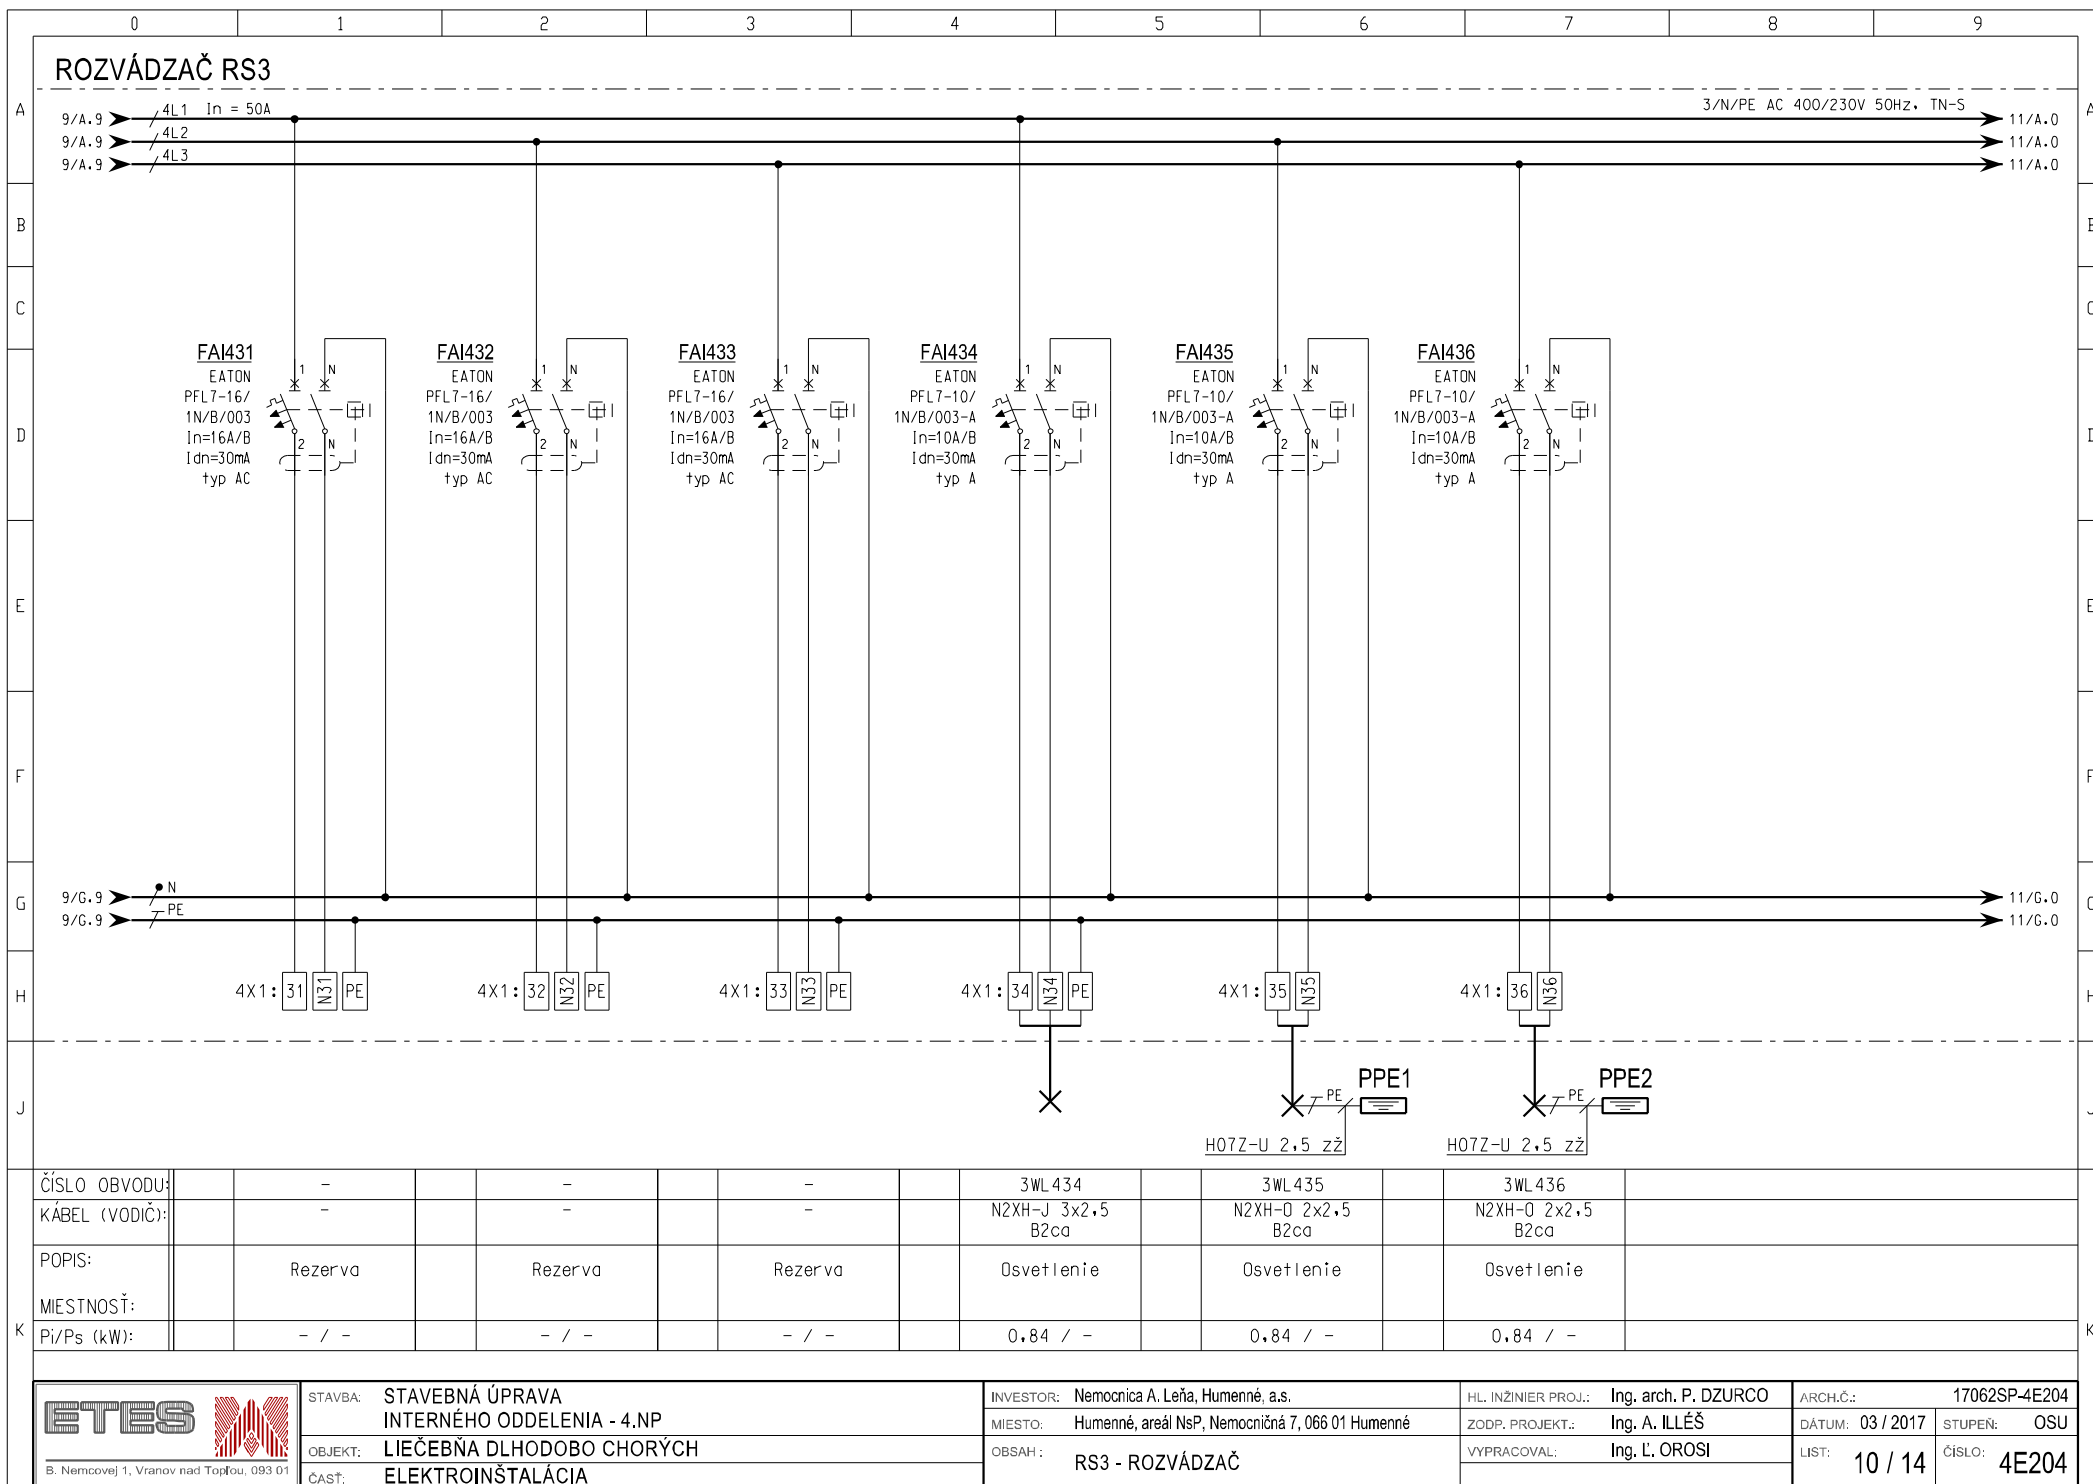 0 1 2 3 4 5 6 7 8 9
ROZVÁDZAČ RS3
A
9/A.9 4L1 In = 50A 3/N/PE AC 400/230V 50Hz, TN-S 11/A.0
9/A.9 4L2 11/A.0
9/A.9 4L3 11/A.0
B
C
D
FAI431
EATON
PFL7-16/
1N/B/003
In=16A/B
Idn=30mA
typ AC
1 N
2 N
FAI432
EATON
PFL7-16/
1N/B/003
In=16A/B
Idn=30mA
typ AC
1 N
2 N
FAI433
EATON
PFL7-16/
1N/B/003
In=16A/B
Idn=30mA
typ AC
1 N
2 N
FAI434
EATON
PFL7-10/
1N/B/003-A
In=10A/B
Idn=30mA
typ A
1 N
2 N
FAI435
EATON
PFL7-10/
1N/B/003-A
In=10A/B
Idn=30mA
typ A
1 N
2 N
FAI436
EATON
PFL7-10/
1N/B/003-A
In=10A/B
Idn=30mA
typ A
1 N
2 N
E
F
G
9/G.9 N 11/G.0
9/G.9 PE 11/G.0
H
4X1: 31 N31 PE 4X1: 32 N32 PE 4X1: 33 N33 PE 4X1: 34 N34 PE 4X1: 35 N35 4X1: 36 N36
J
PE PPE1 PE PPE2
H07Z-U 2,5 zž H07Z-U 2,5 zž
ČÍSLO OBVODU: - - - 3WL434 3WL435 3WL436
KÁBEL (VODIČ): - - - N2XH-J 3x2,5 N2XH-O 2x2,5 N2XH-O 2x2,5
B2ca B2ca B2ca
POPIS: Rezerva Rezerva Rezerva Osvetlenie Osvetlenie Osvetlenie
MIESTNOSŤ:
K
Pi/Ps (kW): - / - - / - - / - 0,84 / - 0,84 / - 0,84 / -
K
ETES
B. Nemcovej 1, Vranov nad Topľou, 093 01
STAVBA: STAVEBNÁ ÚPRAVA
INTERNÉHO ODDELENIA - 4.NP
OBJEKT: LIEČEBŇA DLHODOBO CHORÝCH
ČASŤ: ELEKTROINŠTALÁCIA
INVESTOR: Nemocnica A. Leňa, Humenné, a.s.
MIESTO: Humenné, areál NsP, Nemocničná 7, 066 01 Humenné
OBSAH: RS3 - ROZVÁDZAČ
HL. INŽINIER PROJ.: Ing. arch. P. DZURCO
ZODP. PROJEKT.: Ing. A. ILLÉŠ
VYPRACOVAL: Ing. Ľ. OROSI
ARCH.Č.: 17062SP-4E204
DÁTUM: 03 / 2017 STUPEŇ: OSU
LIST: 10 / 14 ČÍSLO: 4E204